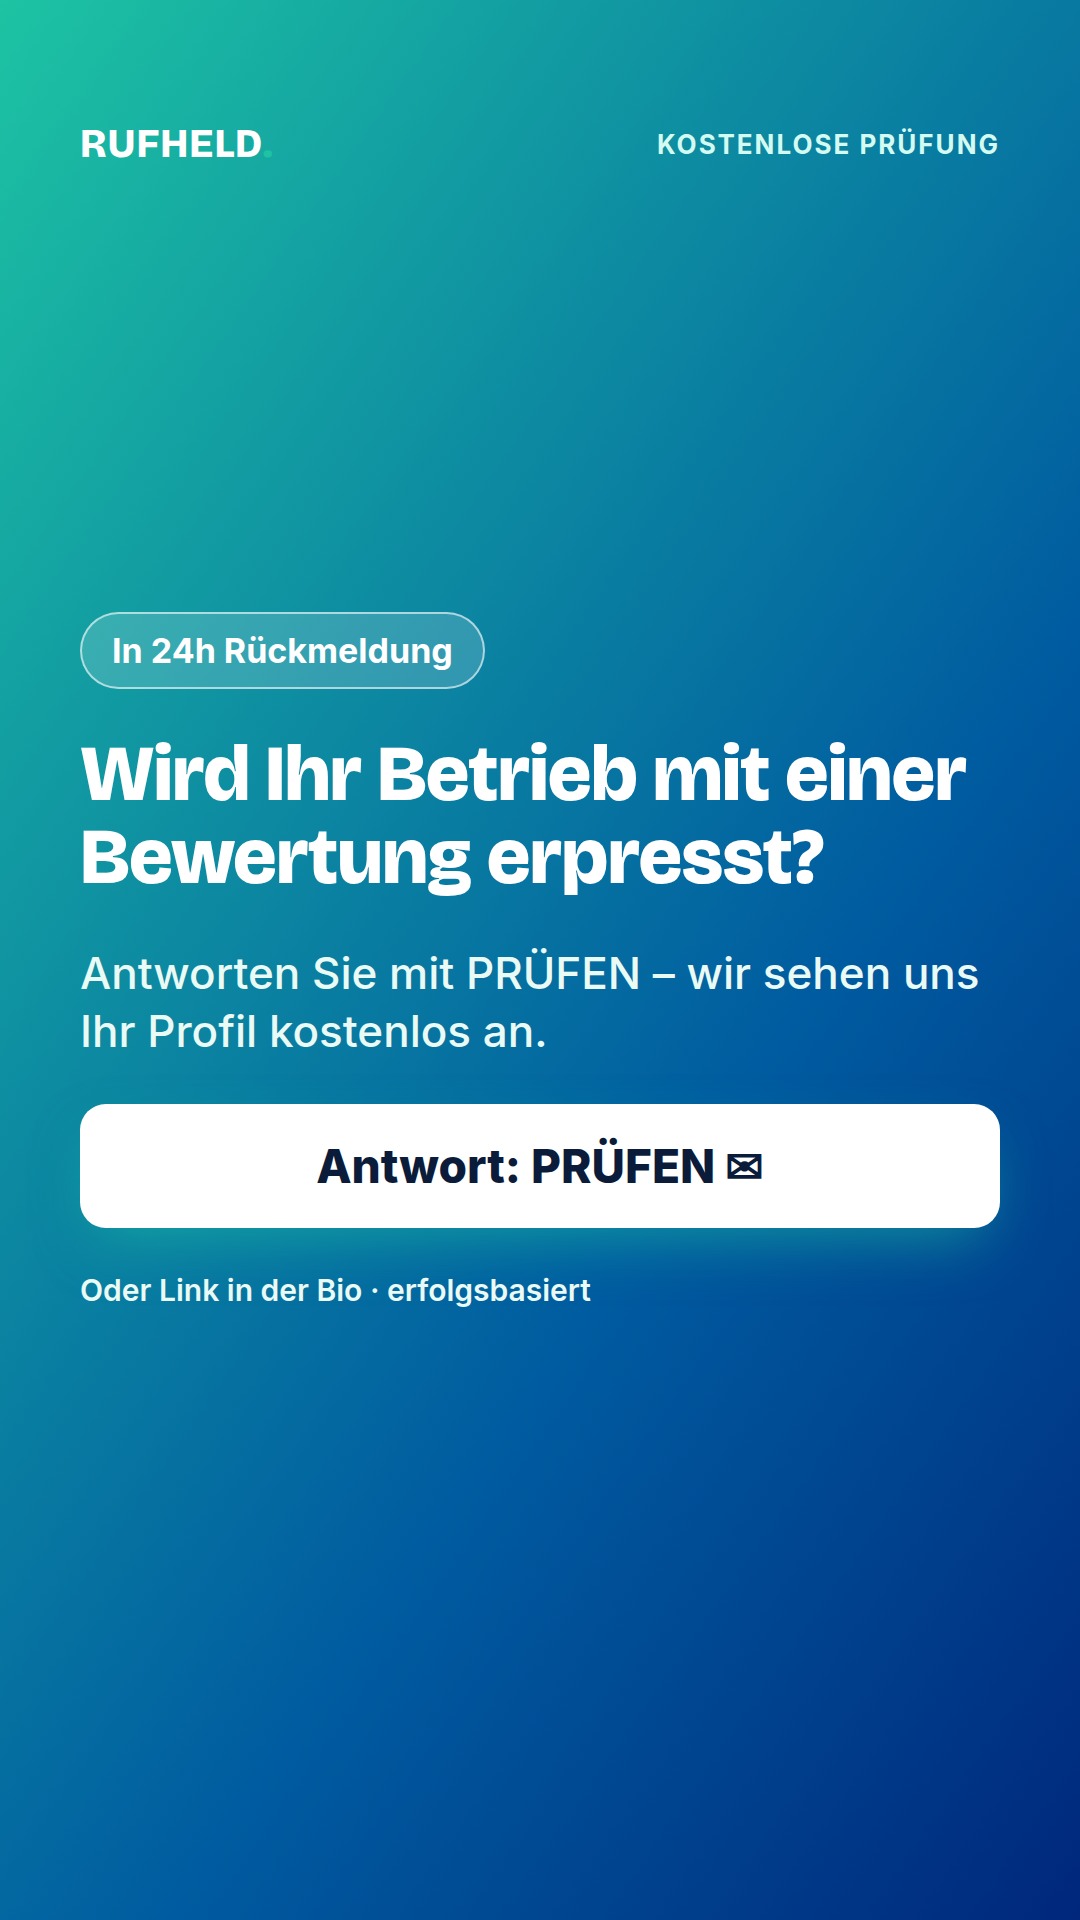 RUFHELD.
KOSTENLOSE PRÜFUNG
In 24h Rückmeldung
Wird Ihr Betrieb mit einer
Bewertung erpresst?
Antworten Sie mit PRÜFEN – wir sehen uns
Ihr Profil kostenlos an.
Antwort: PRÜFEN ✉
Oder Link in der Bio · erfolgsbasiert